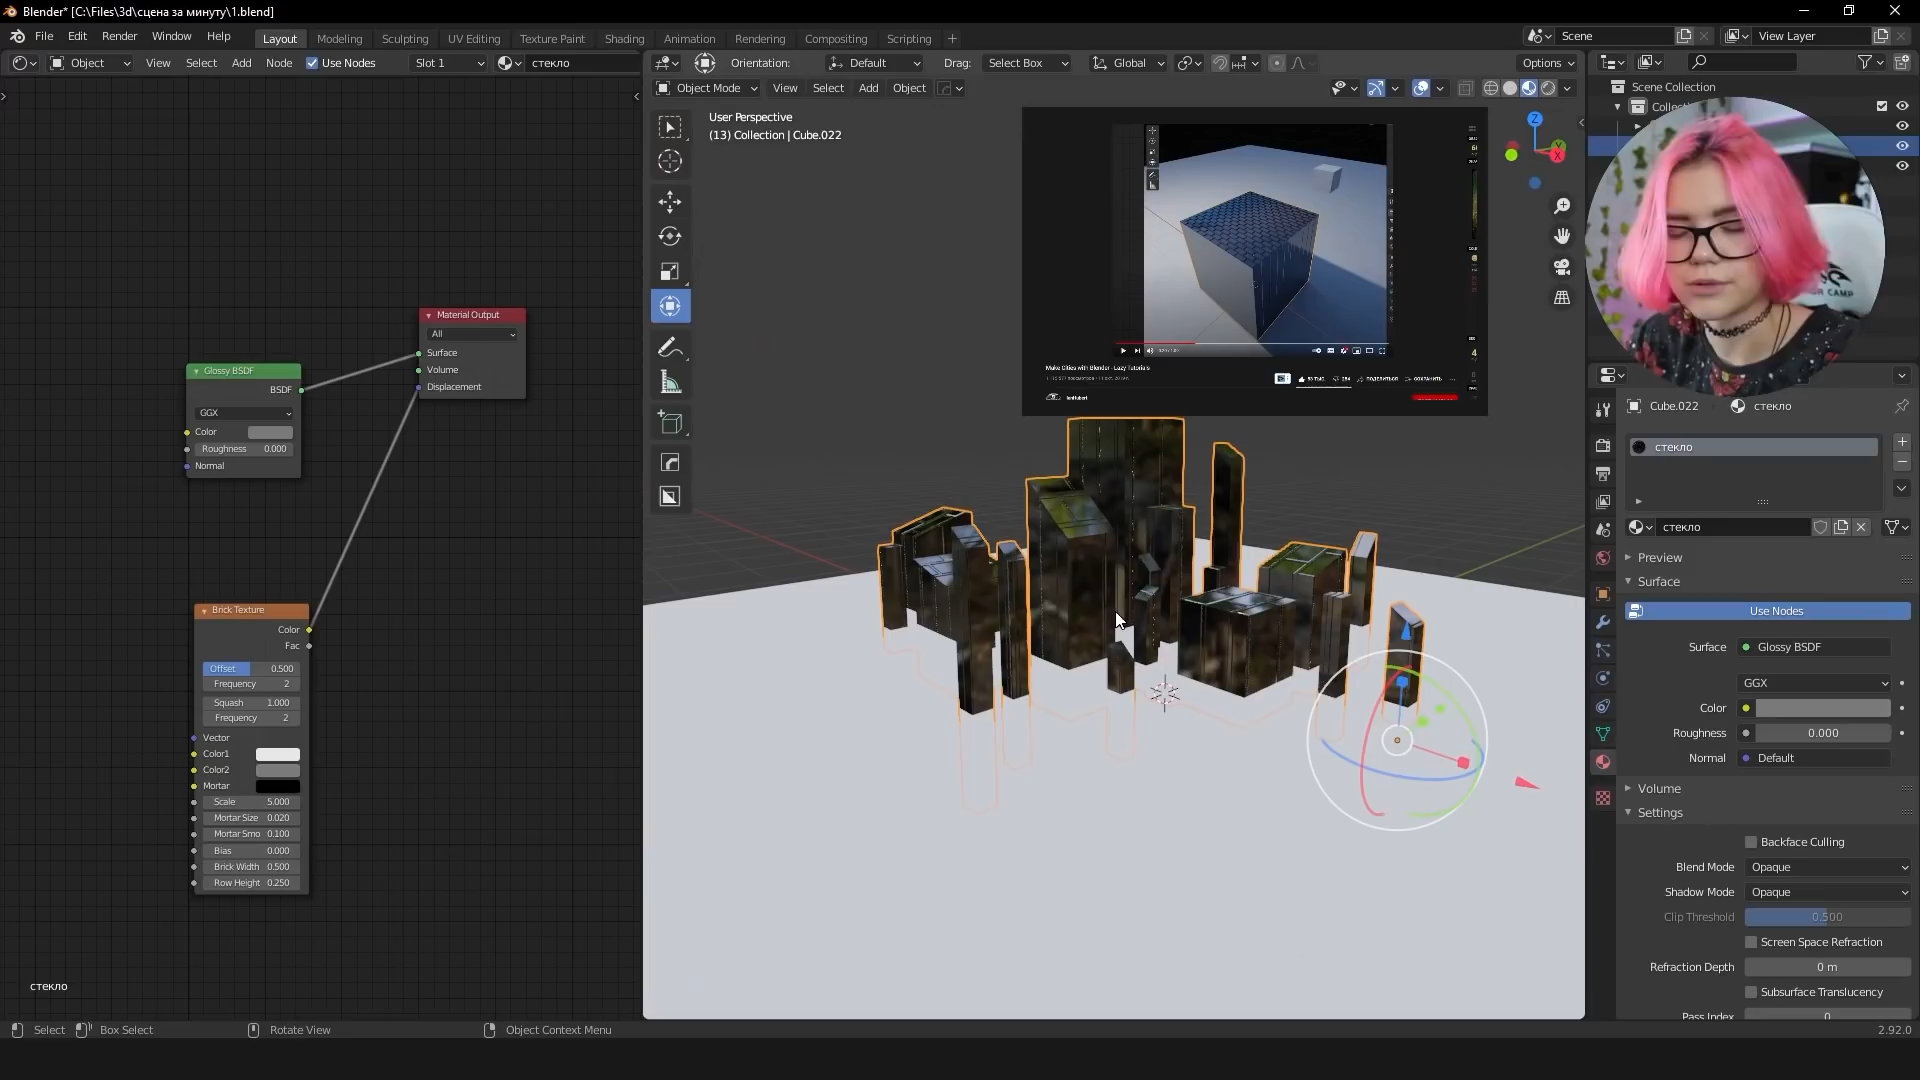 Blender* [C:\Files\3d\сцена за минуту\1.blend]
File Edit Render Window Help
Layout Modeling Sculpting UV Editing Texture Paint Shading Animation Rendering Compositing Scripting +
Scene
View Layer
Object View Select Add Node Use Nodes Slot 1 стекло
Orientation: Default Drag: Select Box Global Options
Object Mode View Select Add Object
User Perspective
(13) Collection | Cube.022
Scene Collection
Z
X
Make Cities with Blender - Lazy Tutorials
ПОДЕЛИТЬСЯ
СОХРАНИТЬ
Material Output
All
Surface
Volume
Displacement
Glossy BSDF
BSDF
GGX
Color
Roughness 0.000
Normal
Brick Texture
Color
Fac
Offset 0.500
Frequency 2
Squash 1.000
Frequency 2
Vector
Color1
Color2
Mortar
Scale 5.000
Mortar Size 0.020
Mortar Smo 0.100
Bias 0.000
Brick Width 0.500
Row Height 0.250
стекло
Cube.022 стекло
стекло
стекло
Preview
Surface
Use Nodes
Surface Glossy BSDF
GGX
Color
Roughness 0.000
Normal Default
Volume
Settings
Backface Culling
Blend Mode Opaque
Shadow Mode Opaque
Clip Threshold 0.500
Screen Space Refraction
Refraction Depth 0 m
Subsurface Translucency
Pass Index 0
Select Box Select Rotate View Object Context Menu
2.92.0